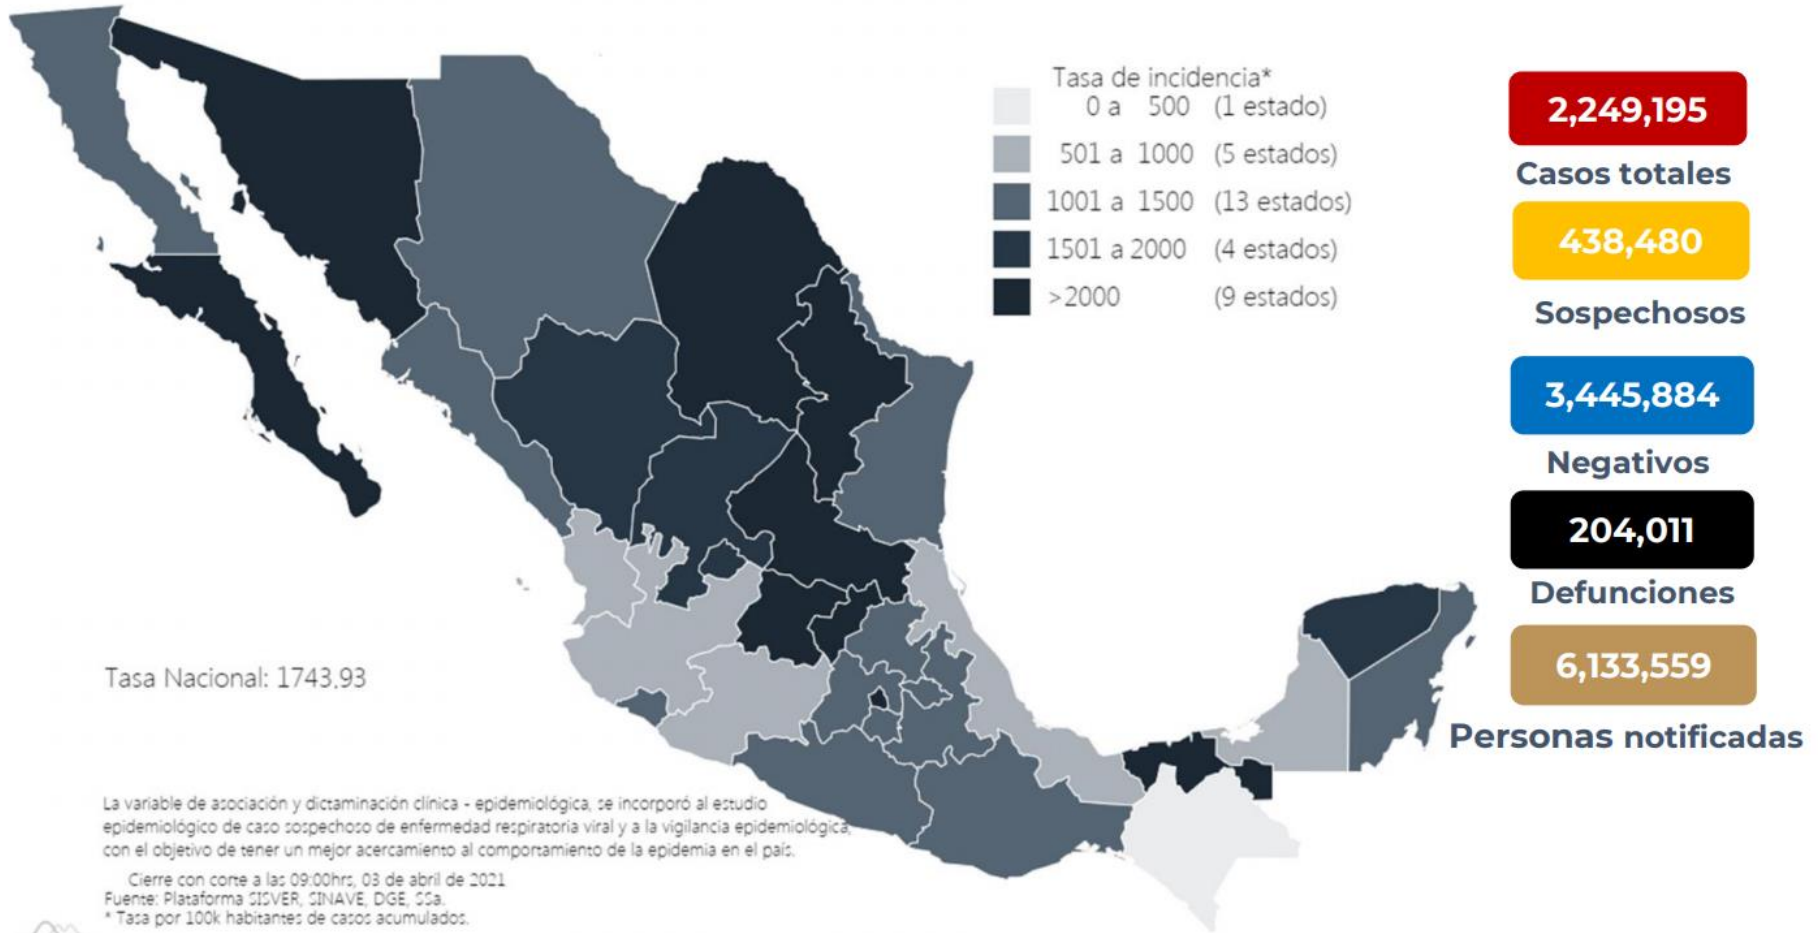 Tasa de incidencia*
0 a 500 (1 estado)
501 a 1000 (5 estados)
1001 a 1500 (13 estados)
1501 a 2000 (4 estados)
>2000 (9 estados)
2,249,195
Casos totales
438,480
Sospechosos
3,445,884
Negativos
204,011
Defunciones
6,133,559
Personas notificadas
Tasa Nacional: 1743,93
La variable de asociación y dictaminación clínica - epidemiológica, se incorporó al estudio
epidemiológico de caso sospechoso de enfermedad respiratoria viral y a la vigilancia epidemiológica,
con el objetivo de tener un mejor acercamiento al comportamiento de la epidemia en el país.
Cierre con corte a las 09:00hrs, 03 de abril de 2021
Fuente: Plataforma SISVER, SINAVE, DGE, SSa.
* Tasa por 100k habitantes de casos acumulados.